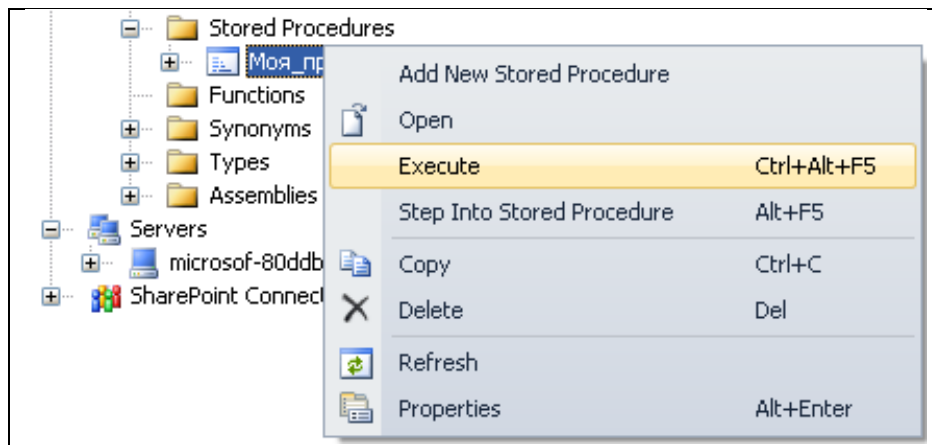 Stored Procedures
Моя_пр
Functions
Synonyms
Types
Assemblies
Servers
microsof-80ddb
SharePoint Connect
Add New Stored Procedure
Open
Execute Ctrl+Alt+F5
Step Into Stored Procedure Alt+F5
Copy Ctrl+C
Delete Del
Refresh
Properties Alt+Enter